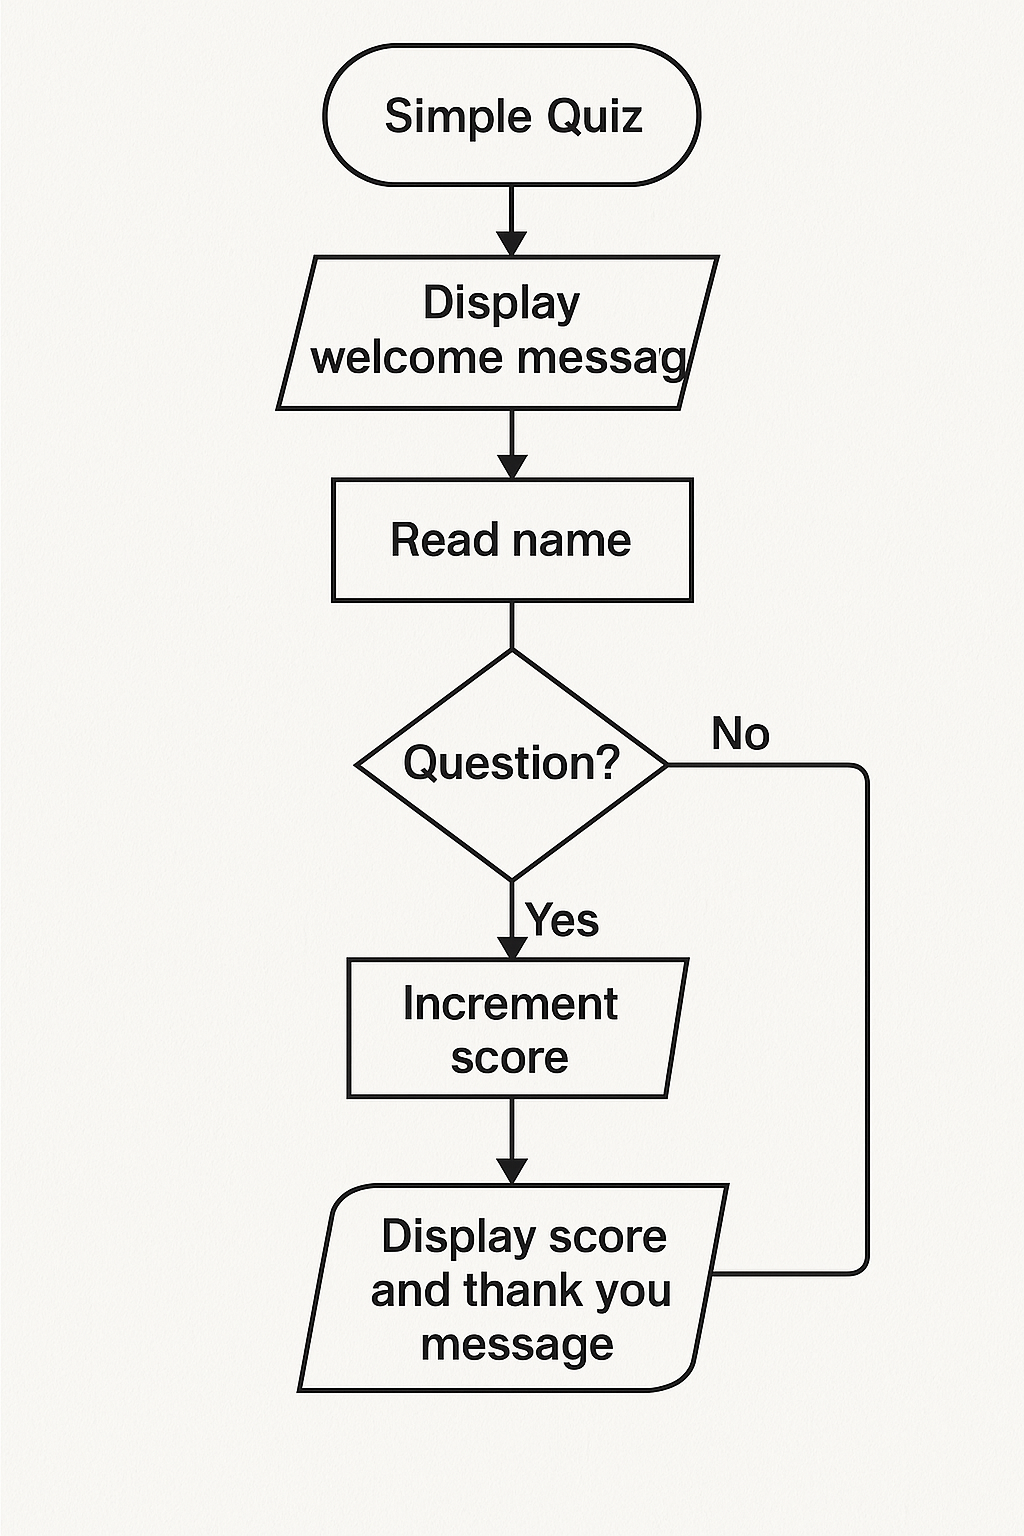 Simple Quiz
Display
welcome messag
Read name
Question?
No
Yes
Increment
score
Display score
and thank you
message